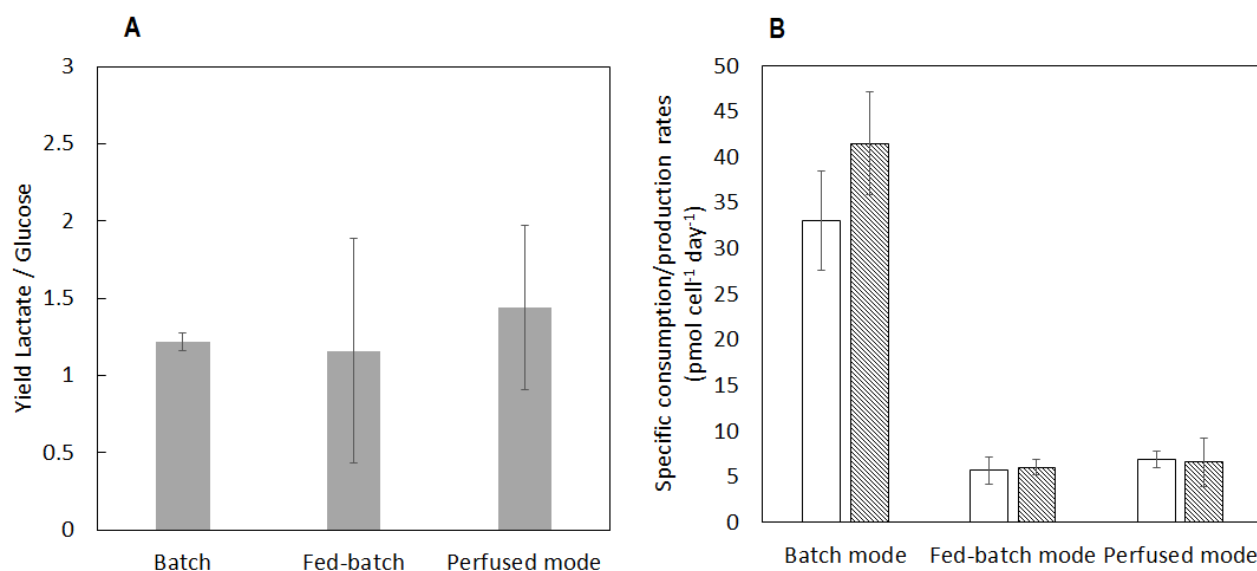 A
Yield Lactate / Glucose
3
2.5
2
1.5
1
0.5
0
Batch Fed-batch Perfused mode
B
Specific consumption/production rates
(pmol cell⁻¹ day⁻¹)
50
45
40
35
30
25
20
15
10
5
0
Batch mode Fed-batch mode Perfused mode